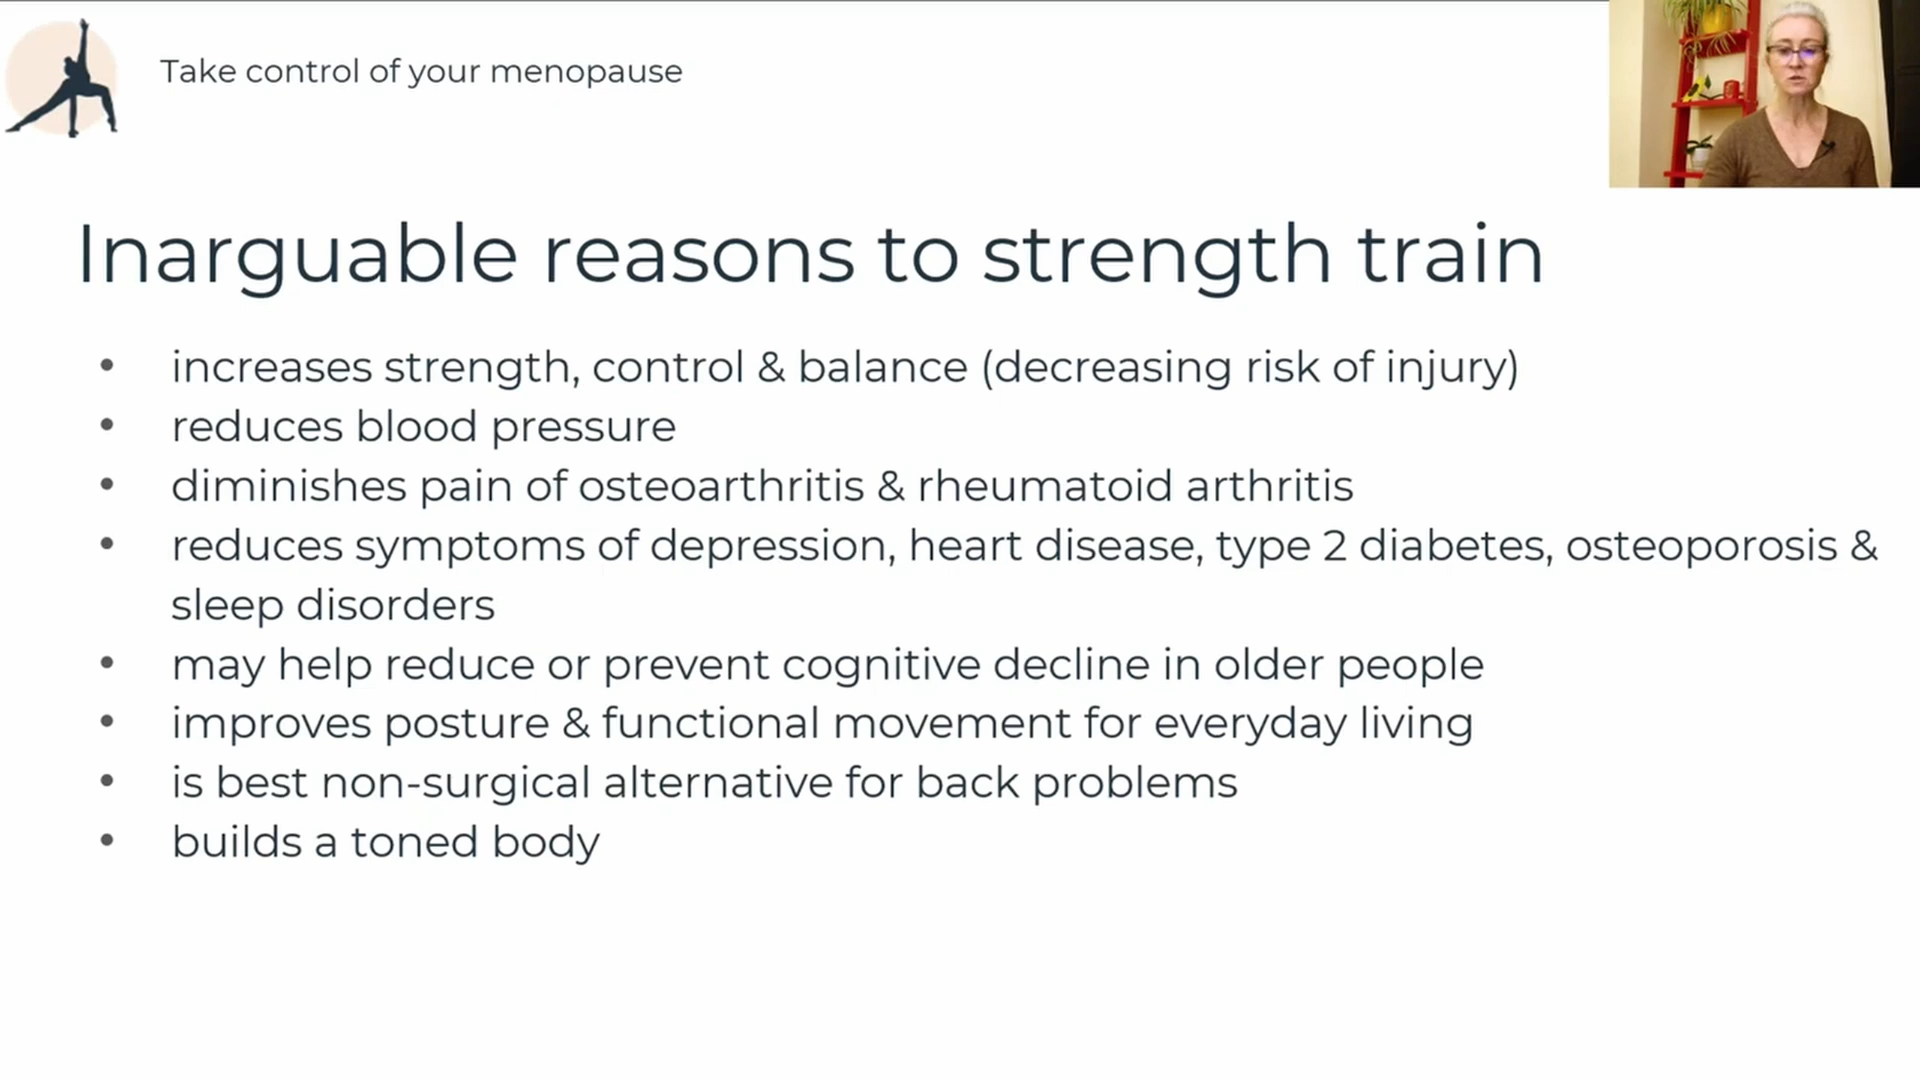 Take control of your menopause
Inarguable reasons to strength train
• increases strength, control & balance (decreasing risk of injury)
• reduces blood pressure
• diminishes pain of osteoarthritis & rheumatoid arthritis
• reduces symptoms of depression, heart disease, type 2 diabetes, osteoporosis &
sleep disorders
• may help reduce or prevent cognitive decline in older people
• improves posture & functional movement for everyday living
• is best non-surgical alternative for back problems
• builds a toned body